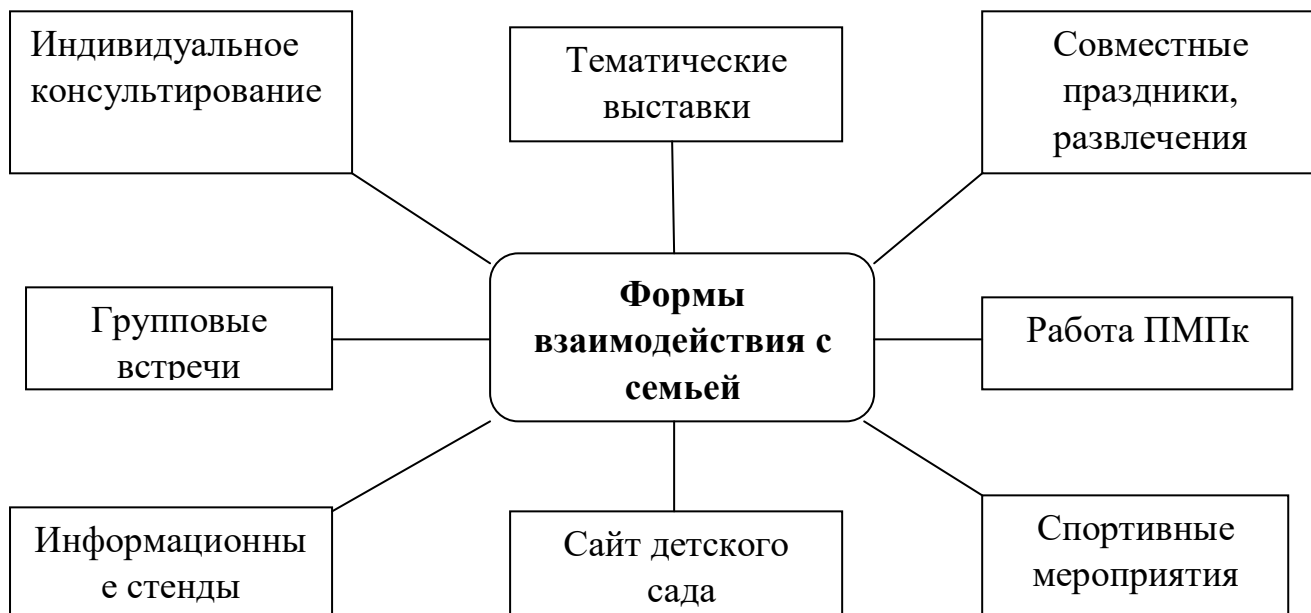 Индивидуальное
консультирование
Тематические
выставки
Совместные
праздники,
развлечения
Групповые
встречи
Формы
взаимодействия с
семьей
Работа ПМПк
Информационны
е стенды
Сайт детского
сада
Спортивные
мероприятия